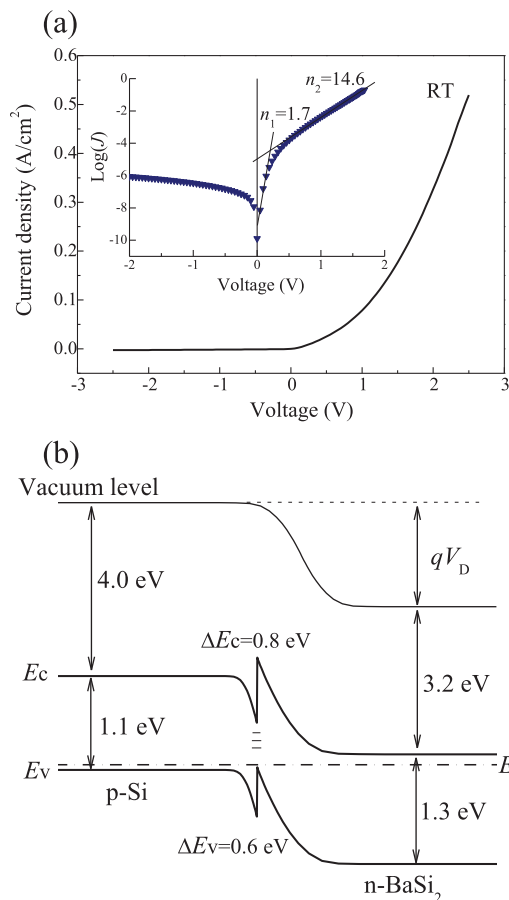 (a)
0.6
0.5
0.4
0.3
0.2
0.1
0.0
Current density (A/cm²)
-3 -2 -1 0 1 2 3
Voltage (V)
RT
0
-2
-4
-6
-8
-10
Log(J)
-2 -1 0 1 2
Voltage (V)
n₁=1.7
n₂=14.6
(b)
Vacuum level
4.0 eV
qV_D
ΔEc=0.8 eV
Ec
3.2 eV
1.1 eV
Ev
E
p-Si
1.3 eV
ΔEv=0.6 eV
n-BaSi₂